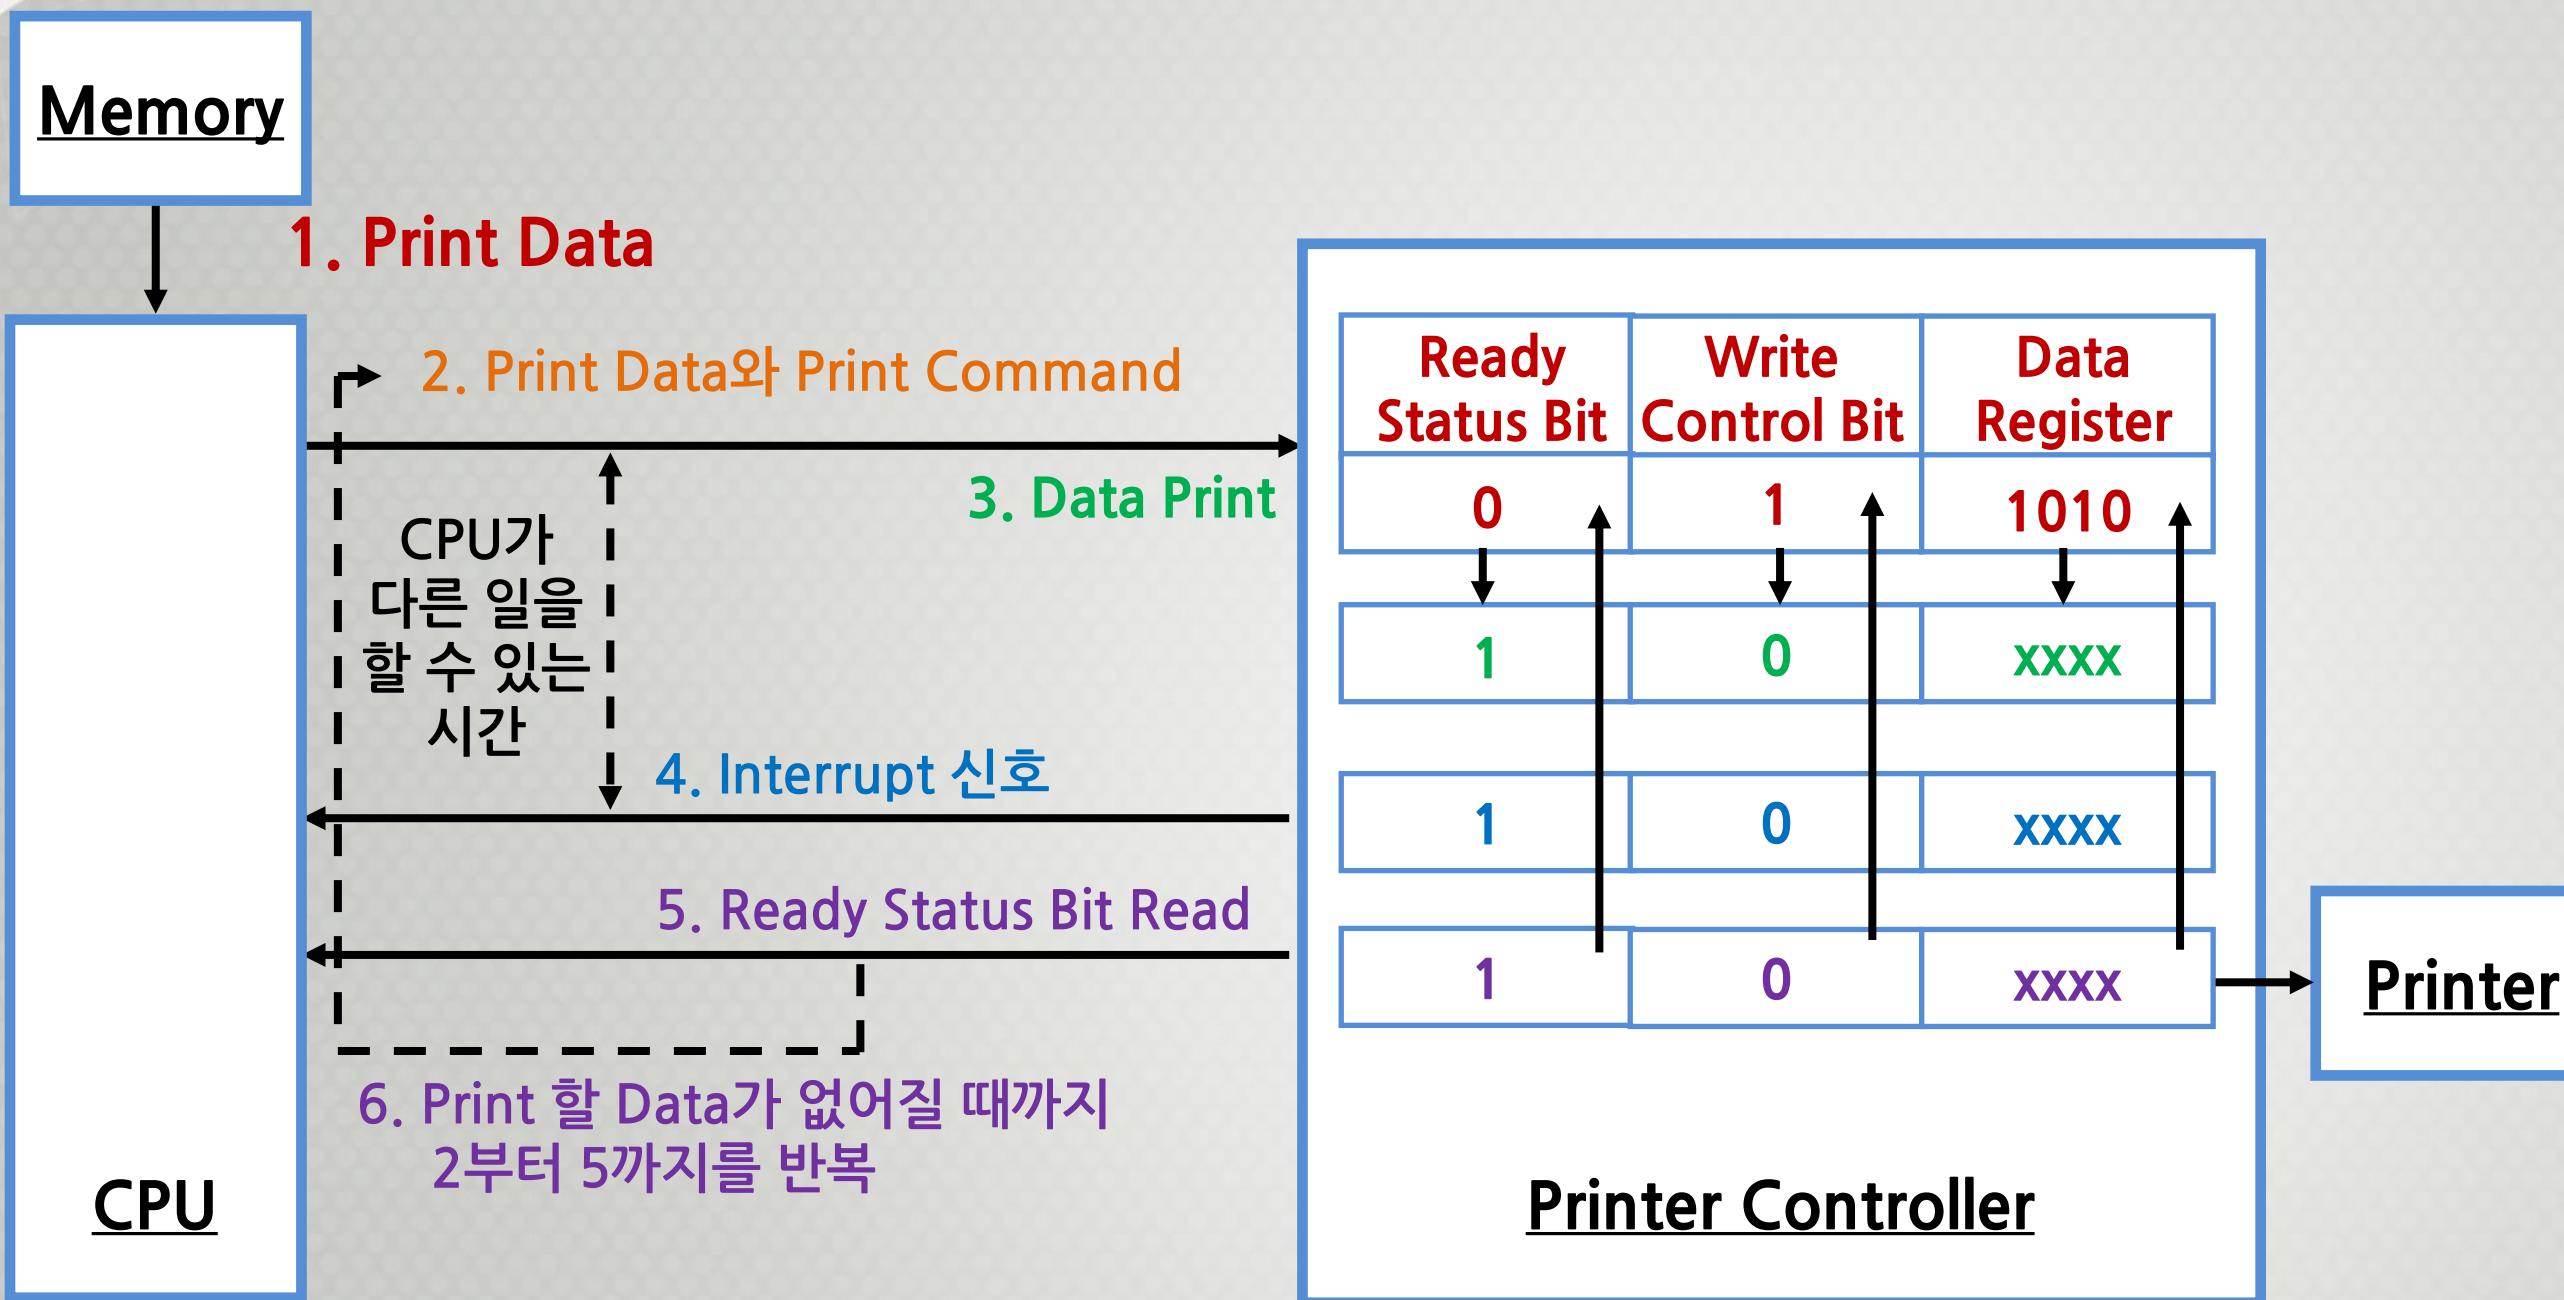 Memory
1. Print Data
2. Print Data와 Print Command
3. Data Print
CPU가
다른 일을
할 수 있는
시간
4. Interrupt 신호
5. Ready Status Bit Read
6. Print 할 Data가 없어질 때까지
2부터 5까지를 반복
CPU
Ready Write Data
Status Bit Control Bit Register
0 1 1010
1 0 xxxx
1 0 xxxx
1 0 xxxx
Printer Controller
Printer